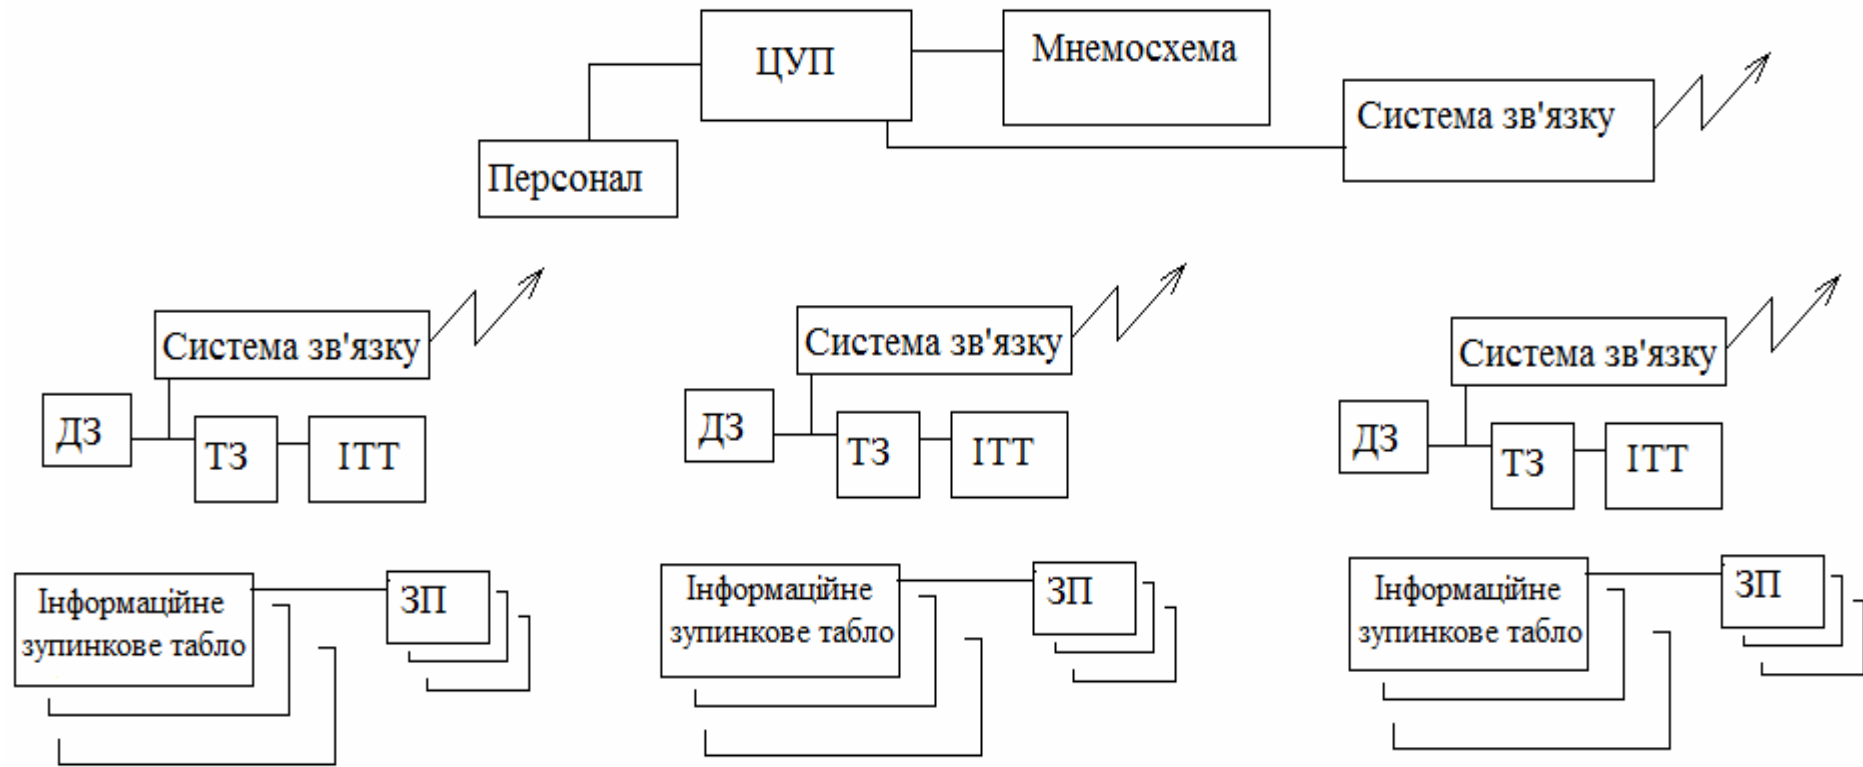 ЦУП
Мнемосхема
Система зв'язку
Персонал
Система зв'язку
Система зв'язку
Система зв'язку
ДЗ
ТЗ
ІТТ
ДЗ
ТЗ
ІТТ
ДЗ
ТЗ
ІТТ
Інформаційне
зупинкове табло
ЗП
Інформаційне
зупинкове табло
ЗП
Інформаційне
зупинкове табло
ЗП